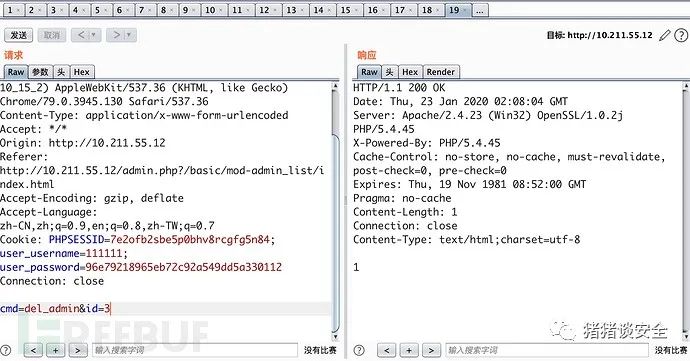 1 × 2 × 3 × 4 × 5 × 6 × 7 × 8 × 9 × 10 × 11 × 12 × 13 × 14 × 15 × 16 × 17 × 18 × 19 × ...
发送 取消 < > 目标: http://10.211.55.12
请求
Raw 参数 头 Hex
10_15_2) AppleWebKit/537.36 (KHTML, like Gecko)
Chrome/79.0.3945.130 Safari/537.36
Content-Type: application/x-www-form-urlencoded
Accept: */*
Origin: http://10.211.55.12
Referer:
http://10.211.55.12/admin.php?/basic/mod-admin_list/i
ndex.html
Accept-Encoding: gzip, deflate
Accept-Language:
zh-CN,zh;q=0.9,en;q=0.8,zh-TW;q=0.7
Cookie: PHPSESSID=7e2ofb2sbe5p0bhv8rcgfg5n84;
user_username=111111;
user_password=96e79218965eb72c92a549dd5a330112
Connection: close
cmd=del_admin&id=3
? < + > 输入搜索字词 没有比赛
响应
Raw 头 Hex Render
HTTP/1.1 200 OK
Date: Thu, 23 Jan 2020 02:08:04 GMT
Server: Apache/2.4.23 (Win32) OpenSSL/1.0.2j
PHP/5.4.45
X-Powered-By: PHP/5.4.45
Cache-Control: no-store, no-cache, must-revalidate,
post-check=0, pre-check=0
Expires: Thu, 19 Nov 1981 08:52:00 GMT
Pragma: no-cache
Content-Length: 1
Connection: close
Content-Type: text/html;charset=utf-8
1
? < + > 输入搜索字词 没有比赛
FREEBUF
猪猪谈安全